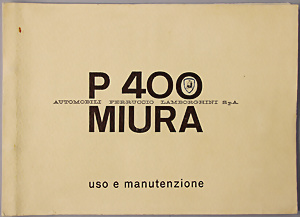 P 400
AUTOMOBILI FERRUCCIO LAMBORGHINI S.p.A.
MIURA
uso e manutenzione